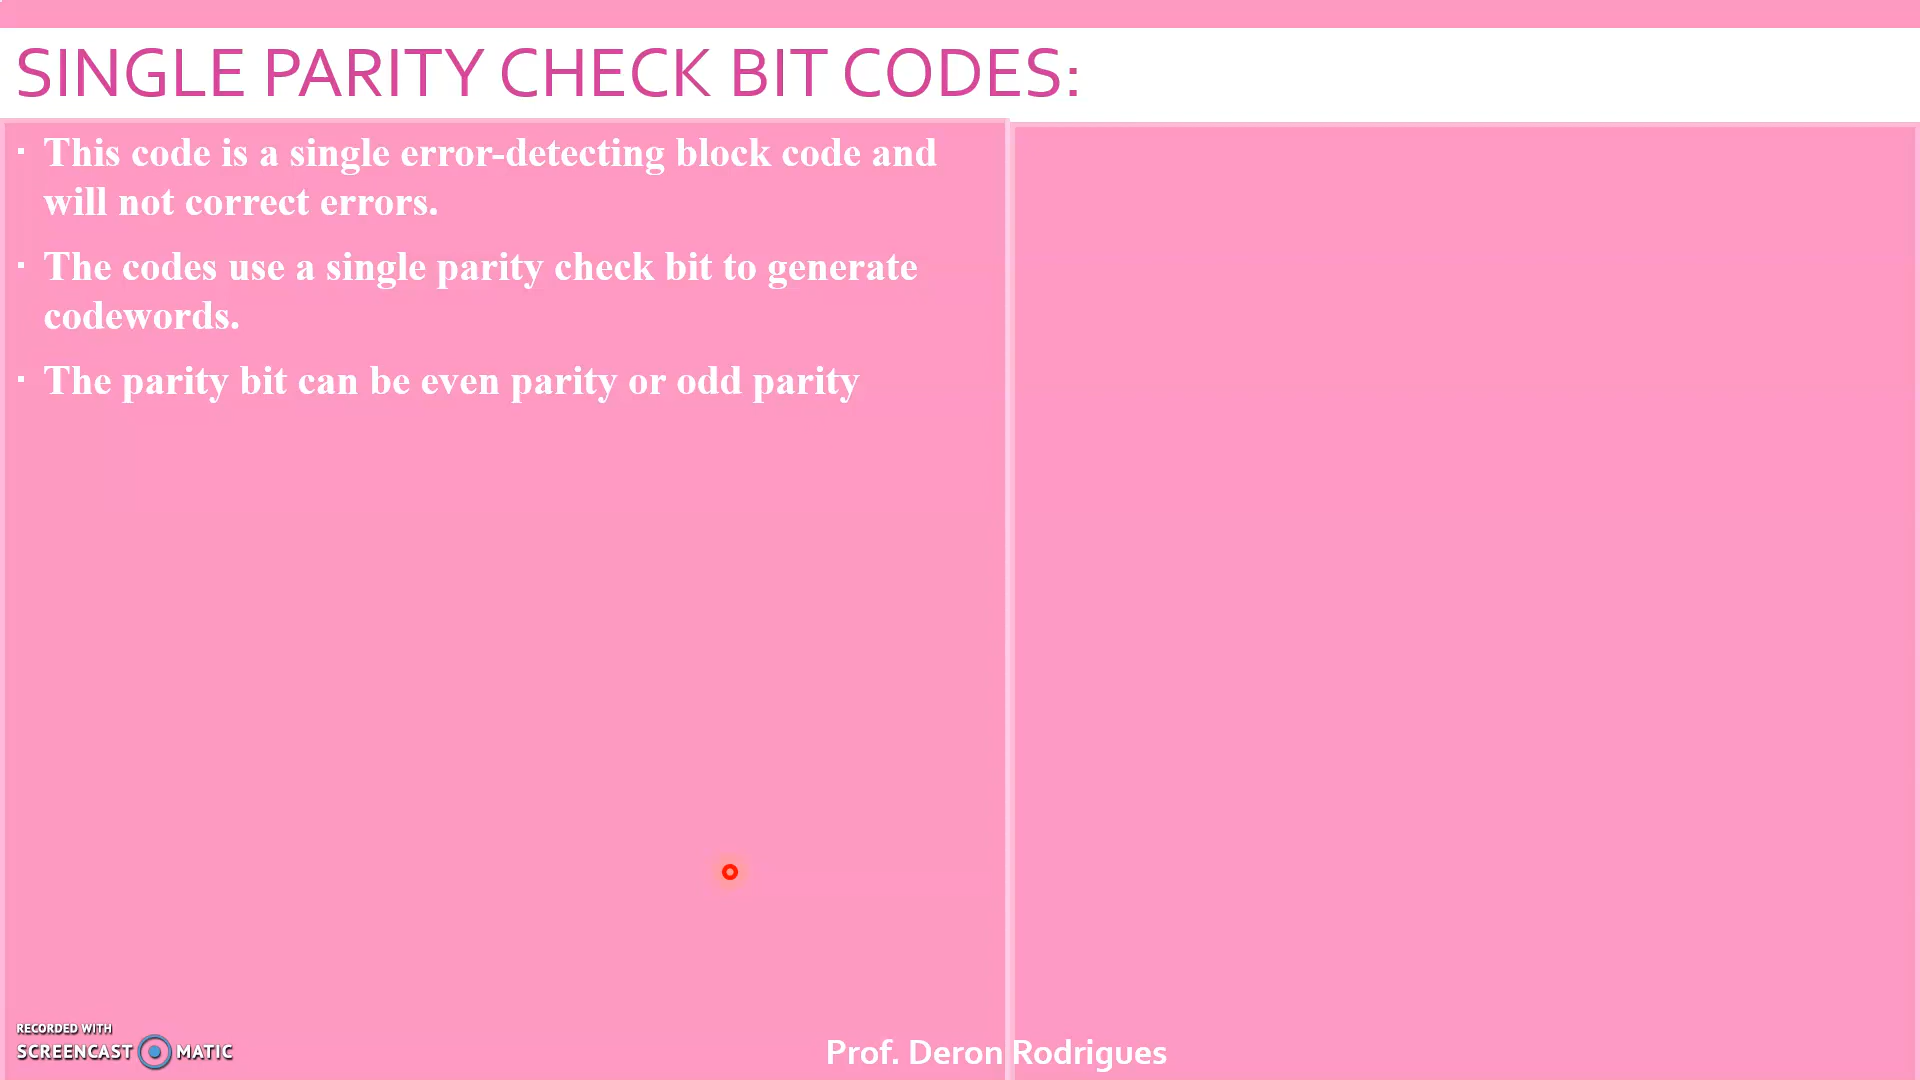 SINGLE PARITY CHECK BIT CODES:
▪ This code is a single error-detecting block code and
will not correct errors.
▪ The codes use a single parity check bit to generate
codewords.
▪ The parity bit can be even parity or odd parity
RECORDED WITH
SCREENCAST MATIC
Prof. Deron Rodrigues